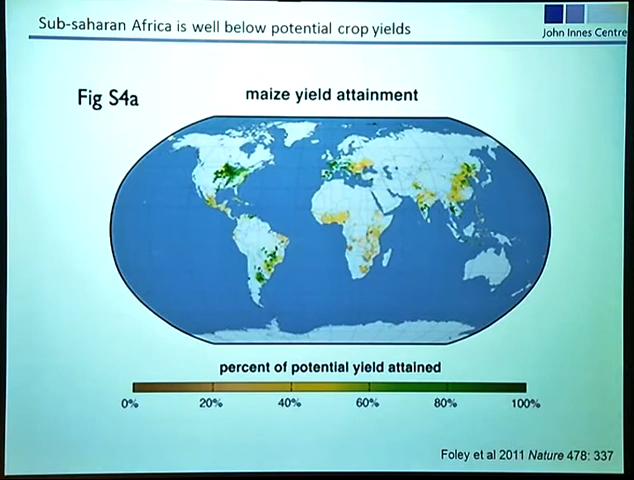 Sub-saharan Africa is well below potential crop yields
John Innes Centre
Fig S4a
maize yield attainment
percent of potential yield attained
0% 20% 40% 60% 80% 100%
Foley et al 2011 Nature 478: 337